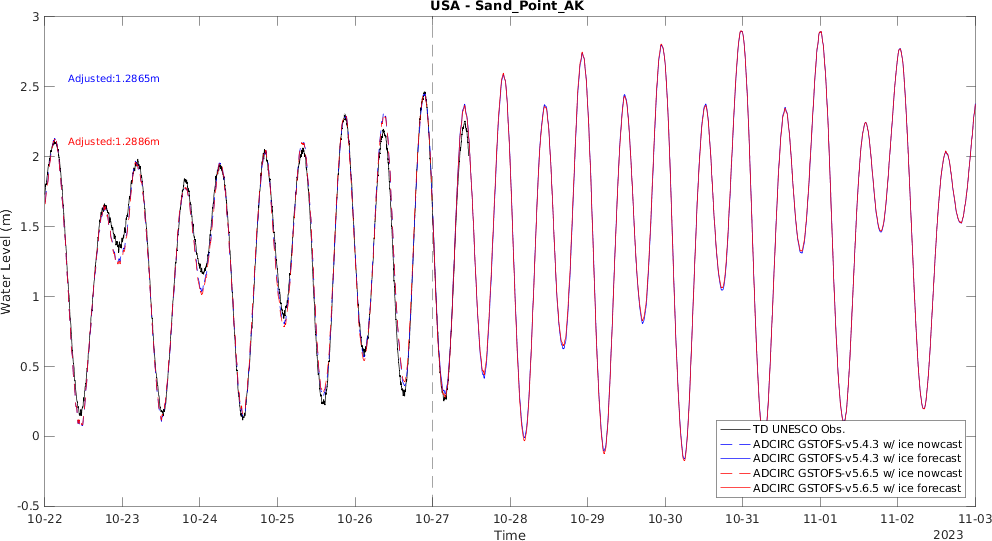 USA - Sand_Point_AK
3
2.5
2
1.5
1
0.5
0
-0.5
Water Level (m)
Adjusted:1.2865m
Adjusted:1.2886m
TD UNESCO Obs.
ADCIRC GSTOFS-v5.4.3 w/ ice nowcast
ADCIRC GSTOFS-v5.4.3 w/ ice forecast
ADCIRC GSTOFS-v5.6.5 w/ ice nowcast
ADCIRC GSTOFS-v5.6.5 w/ ice forecast
10-22 10-23 10-24 10-25 10-26 10-27 10-28 10-29 10-30 10-31 11-01 11-02 11-03
Time
2023